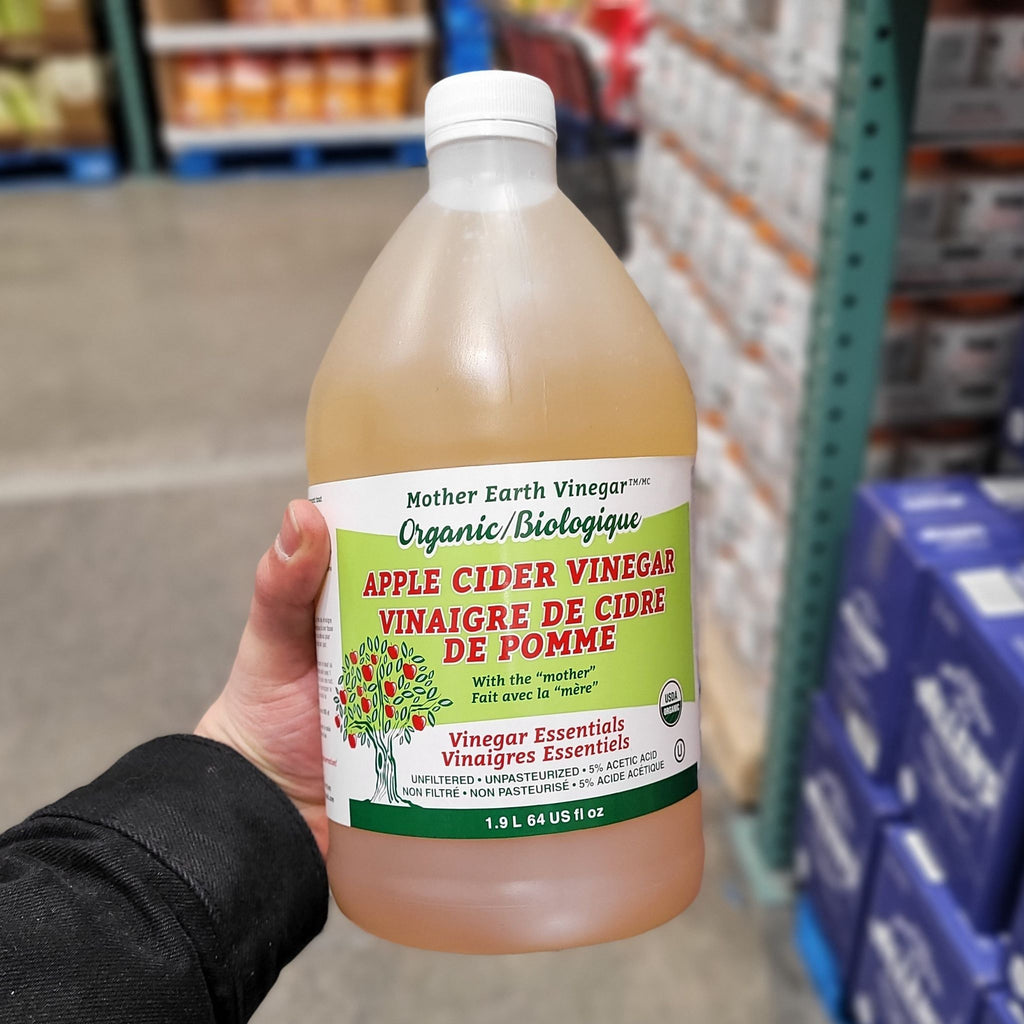 Mother Earth Vinegar™/MC
Organic/Biologique
APPLE CIDER VINEGAR
VINAIGRE DE CIDRE
DE POMME
With the “mother”
Fait avec la “mère”
USDA
ORGANIC
Vinegar Essentials
Vinaigres Essentiels
U
UNFILTERED • UNPASTEURIZED • 5% ACETIC ACID
NON FILTRÉ • NON PASTEURISÉ • 5% ACIDE ACÉTIQUE
1.9 L 64 US fl oz